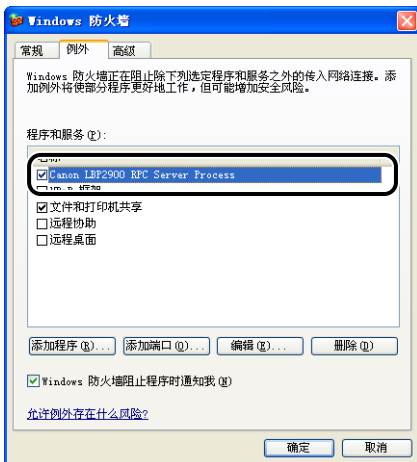 Windows 防火墙
常规 例外 高级
Windows 防火墙正在阻止除下列选定程序和服务之外的传入网络连接。添
加例外将使部分程序更好地工作，但可能增加安全风险。
程序和服务(P):
Canon LBP2900 RPC Server Process
文件和打印机共享
远程协助
远程桌面
添加程序(R)... 添加端口(O)... 编辑(E)... 删除(D)
Windows 防火墙阻止程序时通知我(N)
允许例外存在什么风险?
确定 取消